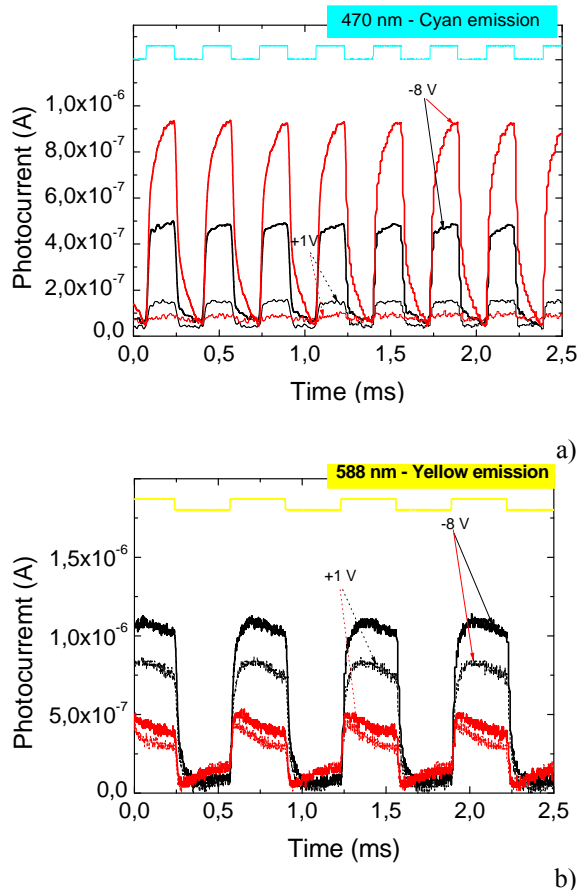 470 nm - Cyan emission
-8 V
1,0x10-6
8,0x10-7
6,0x10-7
4,0x10-7
2,0x10-7
0,0
+1V
Photocurrent (A)
0,0 0,5 1,0 1,5 2,0 2,5
Time (ms)
a)
588 nm - Yellow emission
-8 V
+1 V
1,5x10-6
1,0x10-6
5,0x10-7
0,0
Photocurremt (A)
0,0 0,5 1,0 1,5 2,0 2,5
Time (ms)
b)